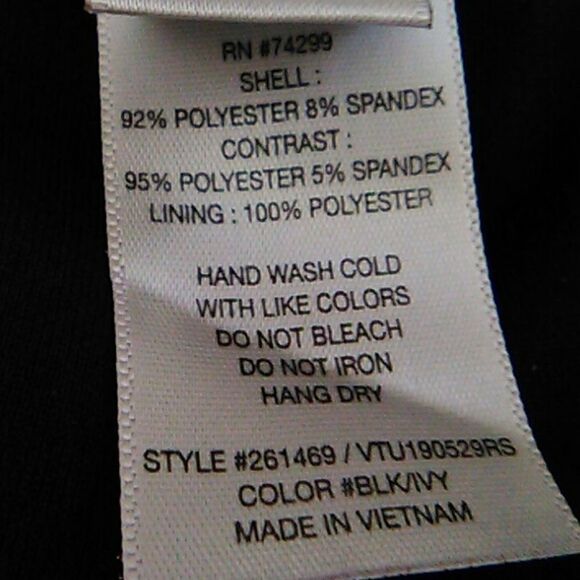 RN #74299
SHELL :
92% POLYESTER 8% SPANDEX
CONTRAST :
95% POLYESTER 5% SPANDEX
LINING : 100% POLYESTER
HAND WASH COLD
WITH LIKE COLORS
DO NOT BLEACH
DO NOT IRON
HANG DRY
STYLE #261469 / VTU190529RS
COLOR #BLK/IVY
MADE IN VIETNAM